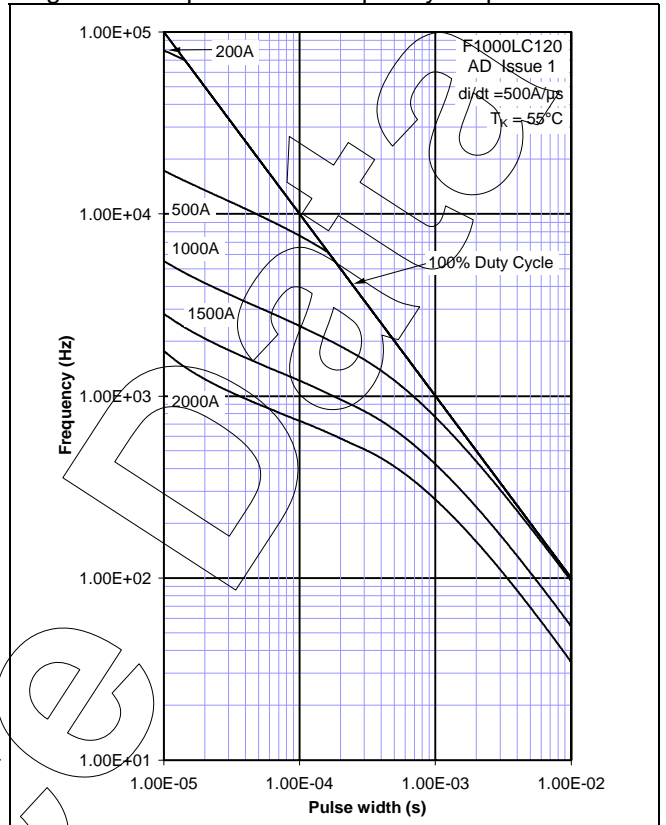 1.00E+05
200A
F1000LC120
AD Issue 1
di/dt =500A/µs
TK = 55°C
1.00E+04
500A
1000A
100% Duty Cycle
1500A
Frequency (Hz)
1.00E+03
2000A
1.00E+02
1.00E+01
1.00E-05 1.00E-04 1.00E-03 1.00E-02
Pulse width (s)